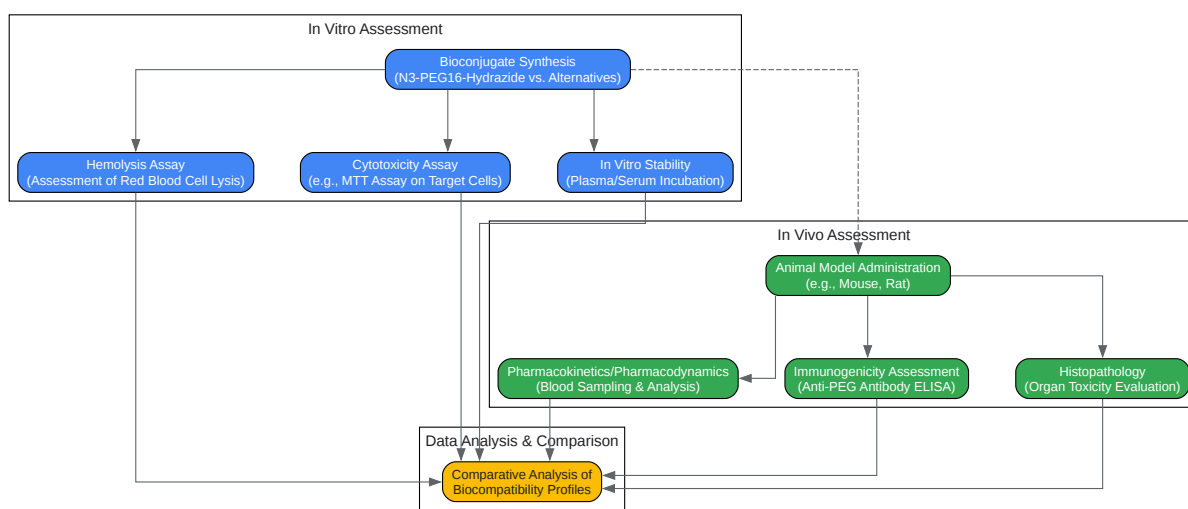 In Vitro Assessment
Bioconjugate Synthesis
(N3-PEG16-Hydrazide vs. Alternatives)
Hemolysis Assay
(Assessment of Red Blood Cell Lysis)
Cytotoxicity Assay
(e.g., MTT Assay on Target Cells)
In Vitro Stability
(Plasma/Serum Incubation)
In Vivo Assessment
Animal Model Administration
(e.g., Mouse, Rat)
Pharmacokinetics/Pharmacodynamics
(Blood Sampling & Analysis)
Immunogenicity Assessment
(Anti-PEG Antibody ELISA)
Histopathology
(Organ Toxicity Evaluation)
Data Analysis & Comparison
Comparative Analysis of
Biocompatibility Profiles